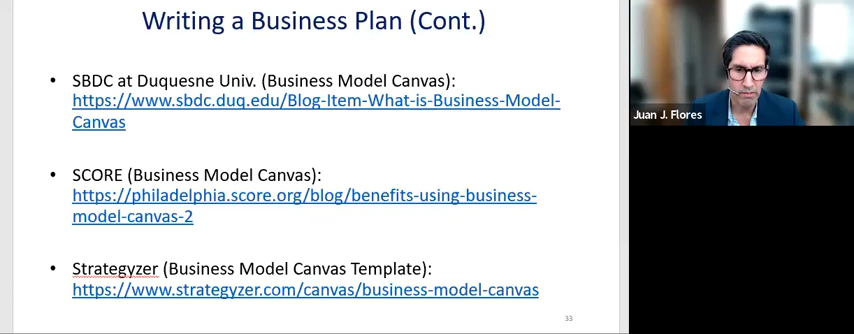 Writing a Business Plan (Cont.)
• SBDC at Duquesne Univ. (Business Model Canvas):
https://www.sbdc.duq.edu/Blog-Item-What-is-Business-Model-
Canvas
• SCORE (Business Model Canvas):
https://philadelphia.score.org/blog/benefits-using-business-
model-canvas-2
• Strategyzer (Business Model Canvas Template):
https://www.strategyzer.com/canvas/business-model-canvas
33
Juan J. Flores